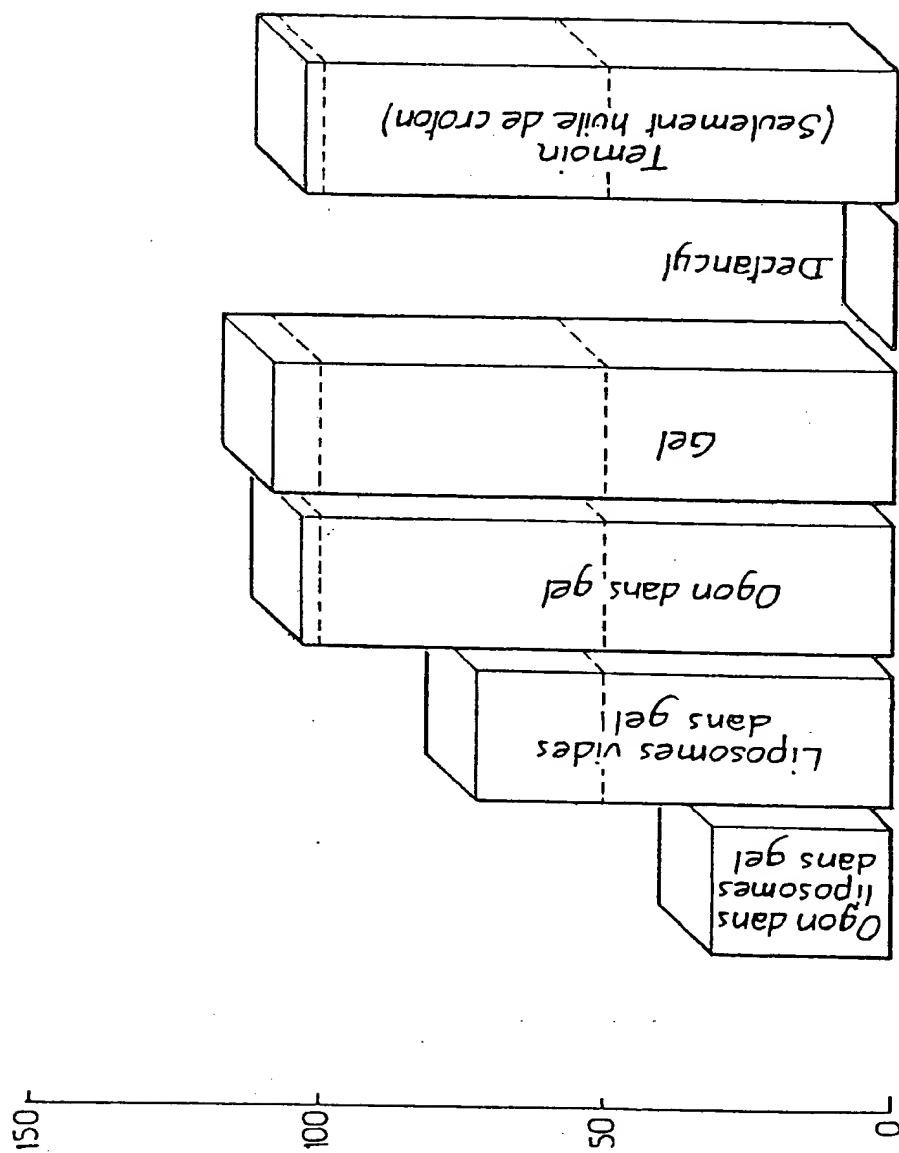 Temoin
(Seulement huile de croton)
Dectancyl
Gel
Ogon dans gel
Liposomes vides
dans gel
Ogon dans
liposomes
dans gel
150
100
50
0